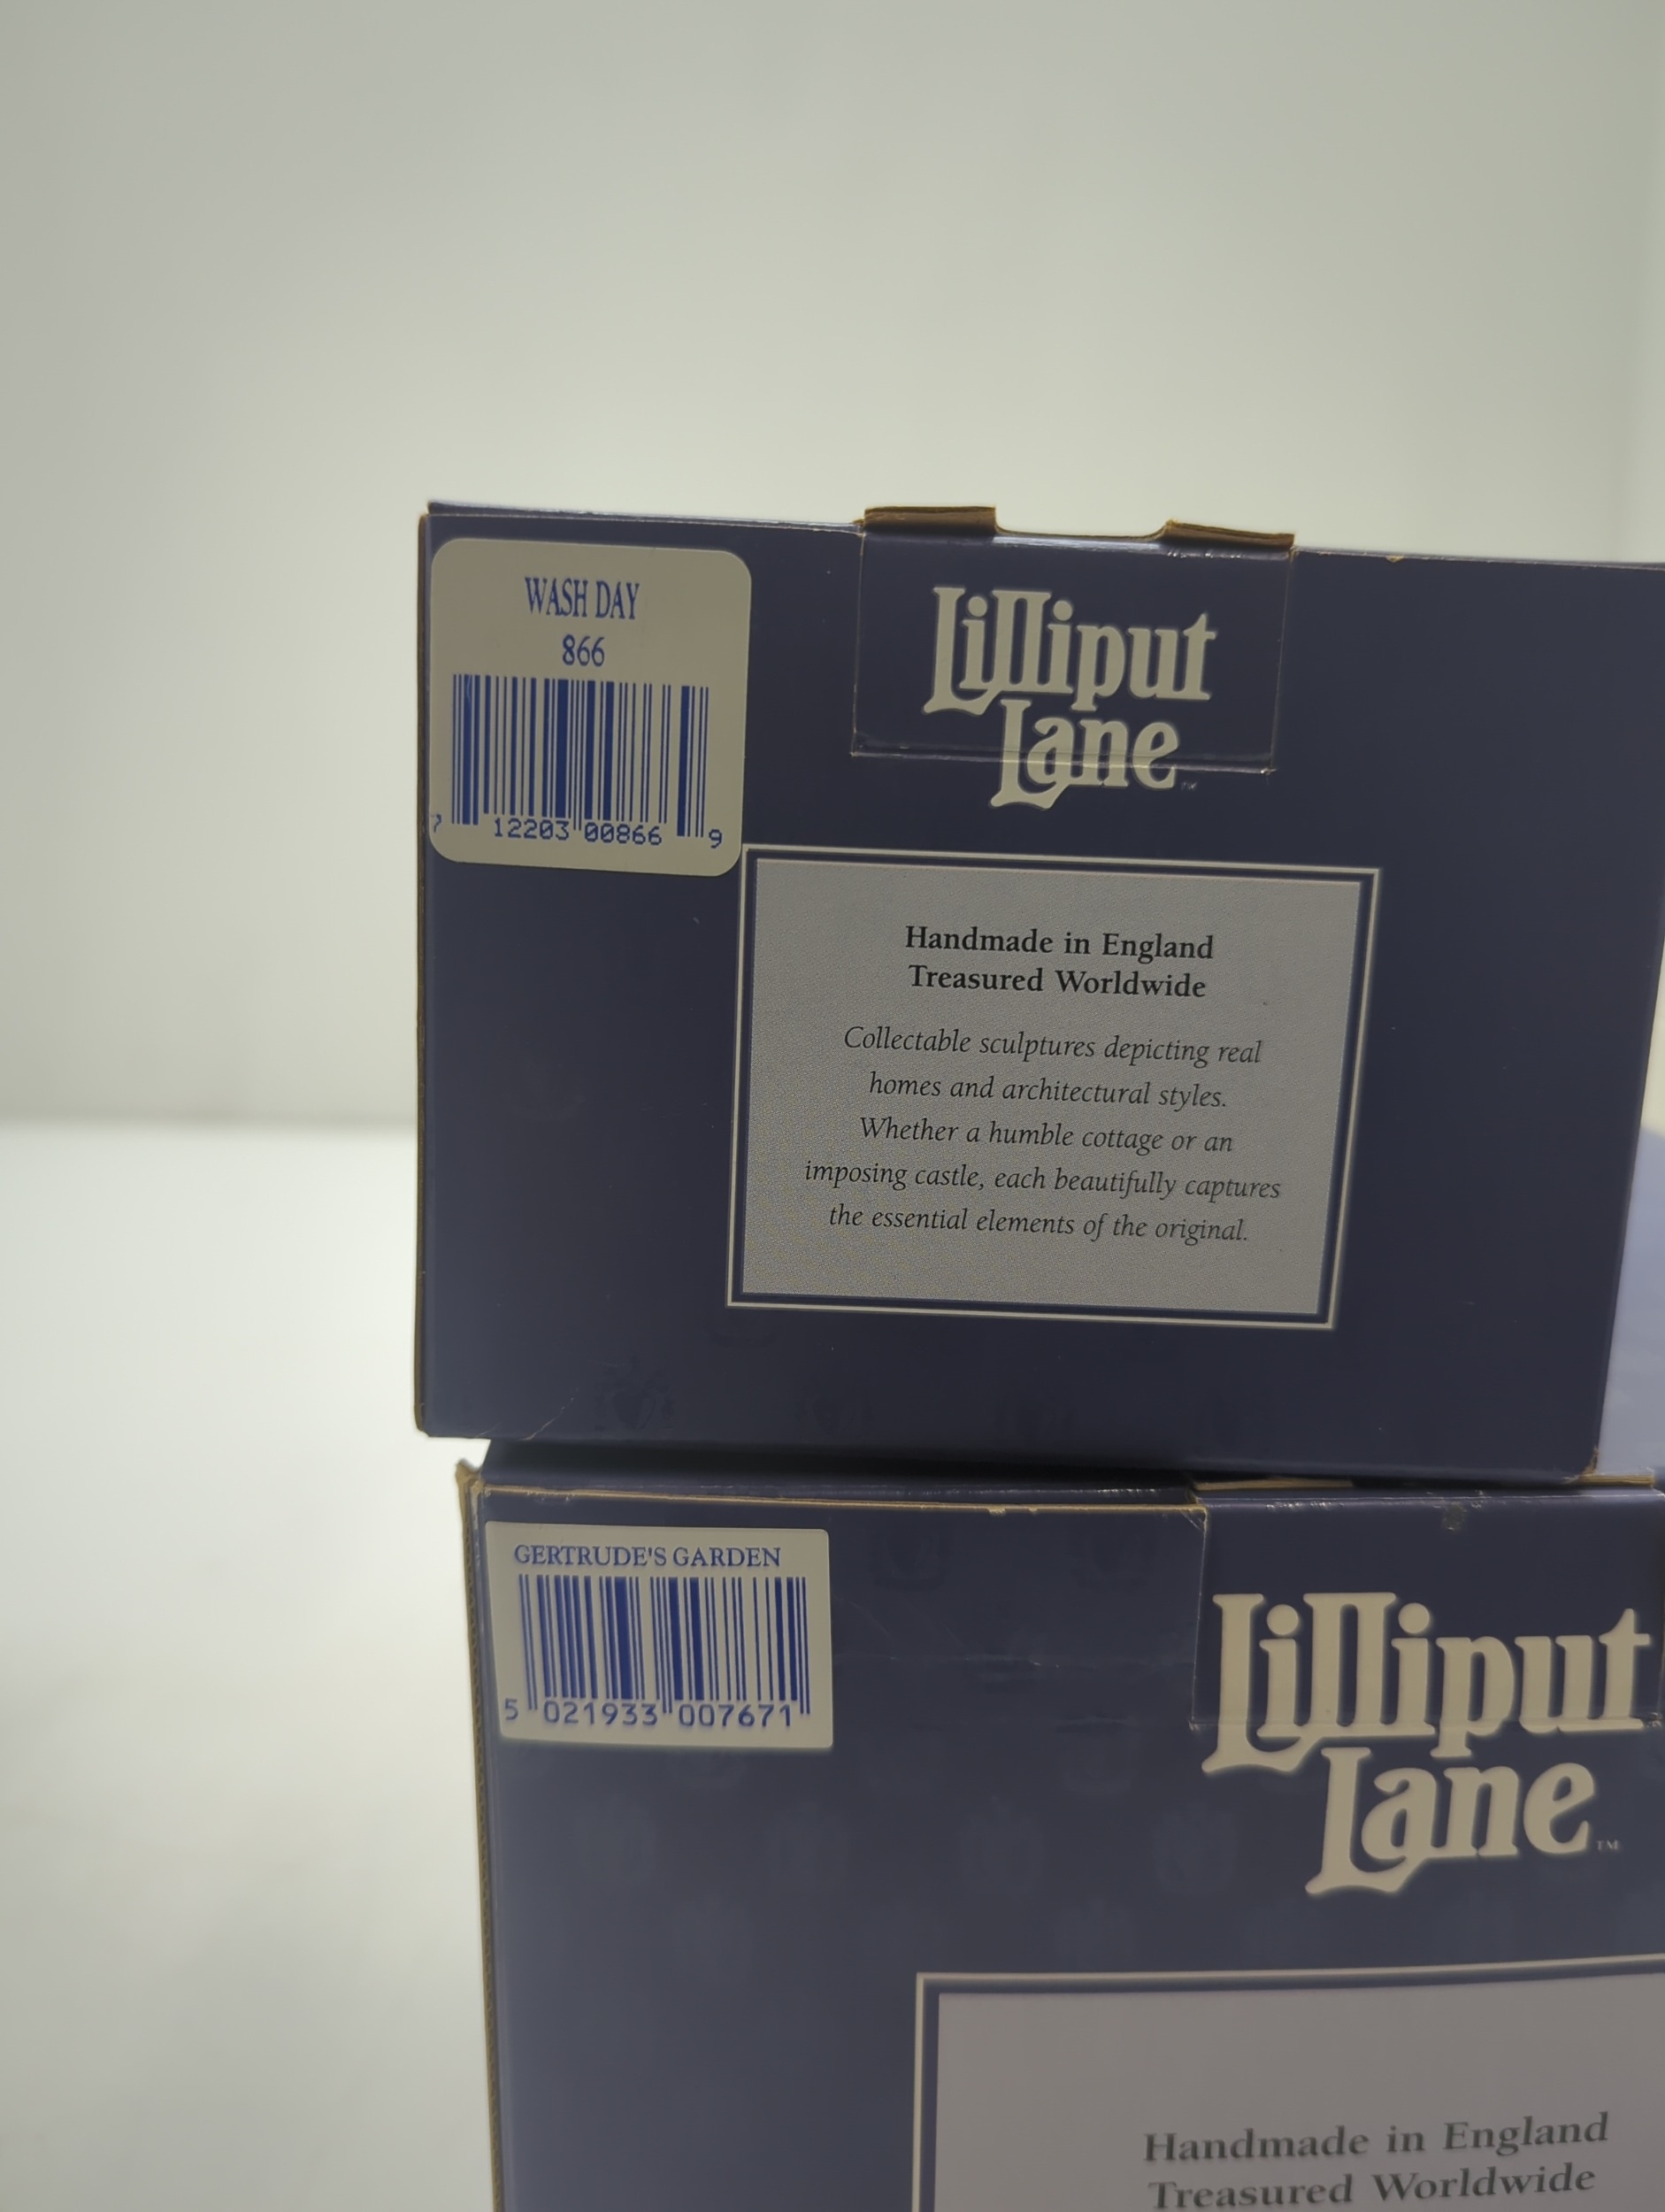 WASH DAY
866
7 12203 00866 9
Lilliput
Lane™
Handmade in England
Treasured Worldwide
Collectable sculptures depicting real
homes and architectural styles.
Whether a humble cottage or an
imposing castle, each beautifully captures
the essential elements of the original.
GERTRUDE'S GARDEN
5 021933 007671
Lilliput
Lane™
Handmade in England
Treasured Worldwide